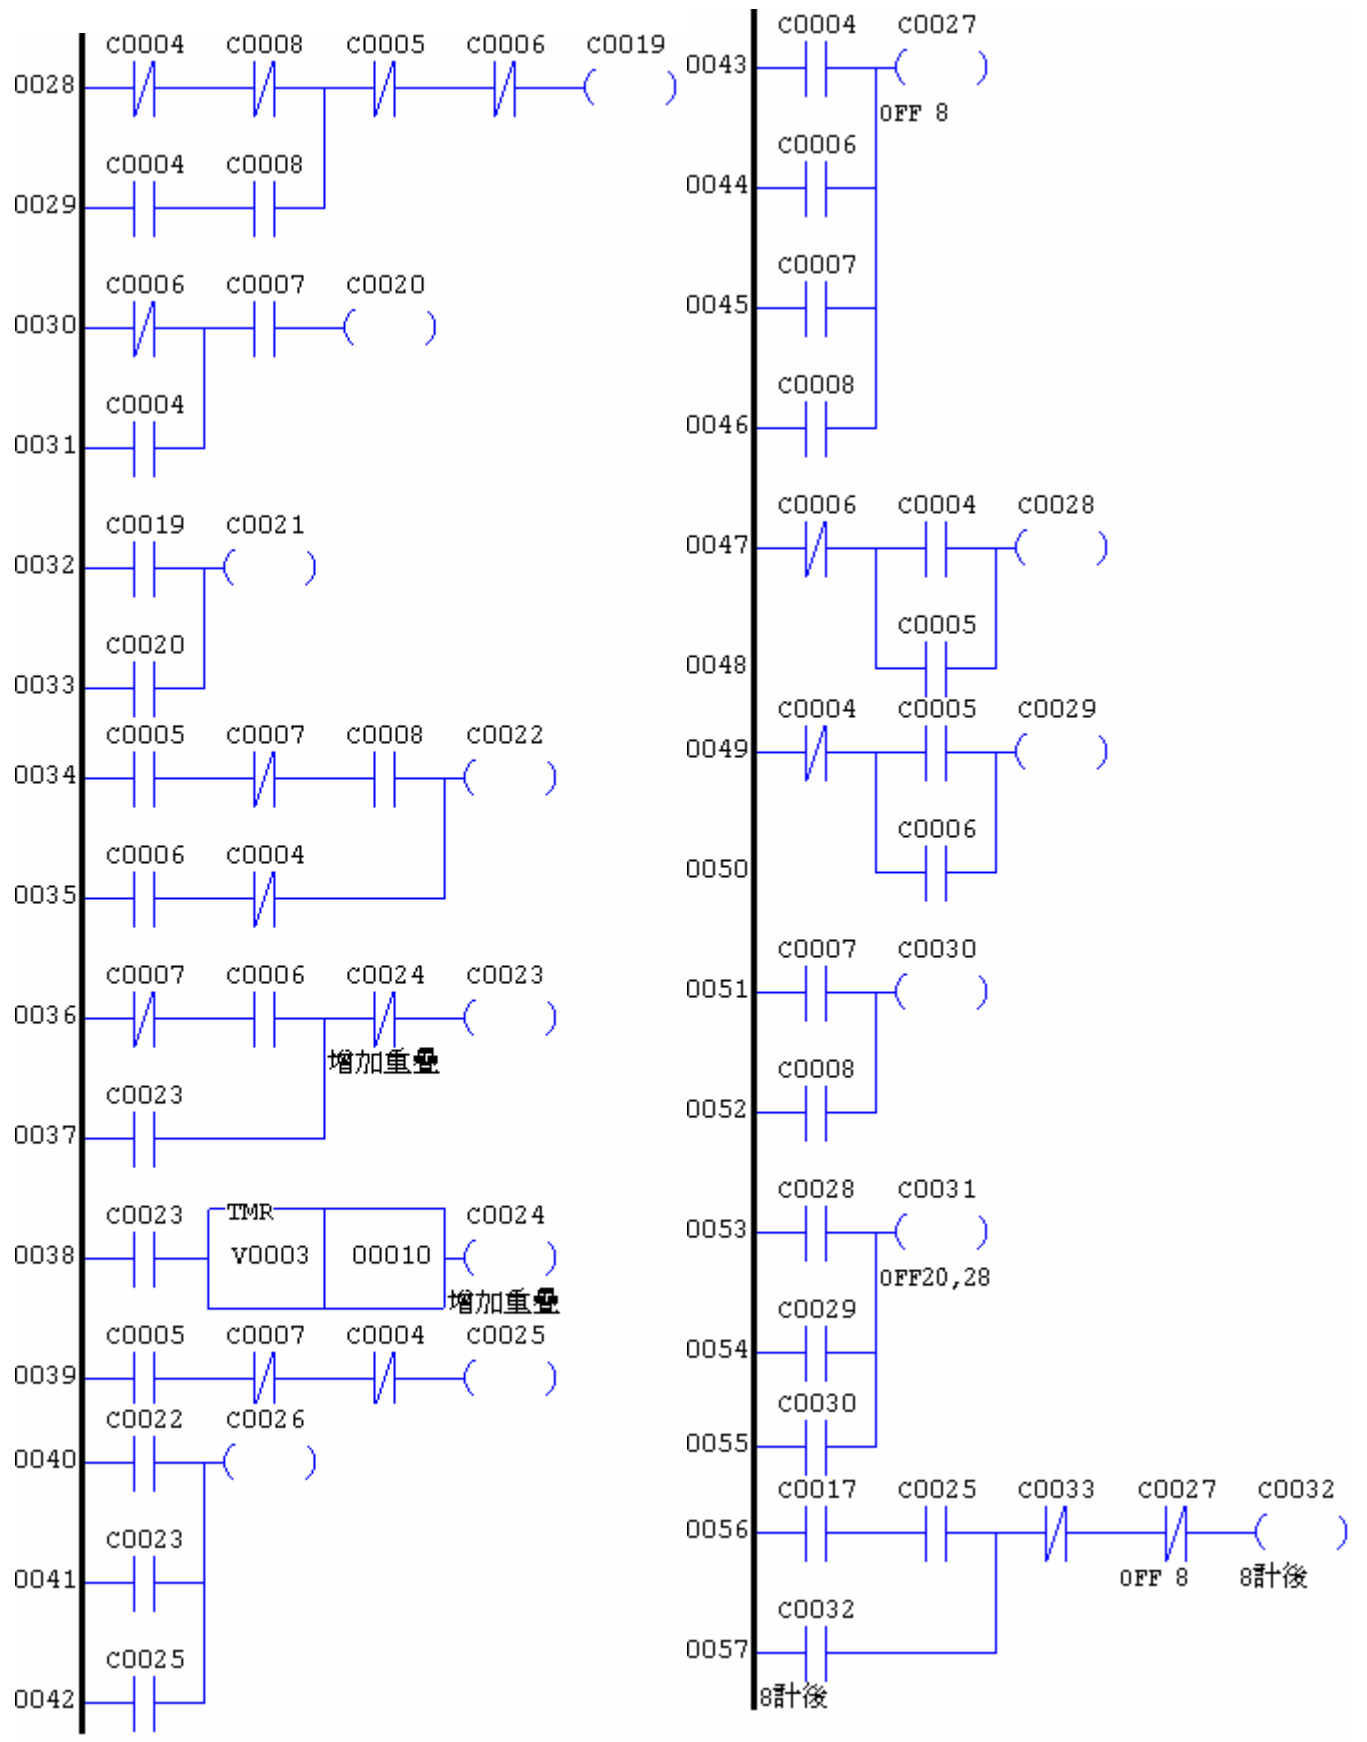 C0004 C0008 C0005 C0006 C0019
0028
C0004 C0008
0029
C0006 C0007 C0020
0030
C0004
0031
C0019 C0021
0032
C0020
0033
C0005 C0007 C0008 C0022
0034
C0006 C0004
0035
C0007 C0006 C0024 C0023
0036
增加重疊
C0023
0037
C0023 TMR C0024
0038 V0003 00010
增加重疊
C0005 C0007 C0004 C0025
0039
C0022 C0026
0040
C0023
0041
C0025
0042
C0004 C0027
0043
OFF 8
C0006
0044
C0007
0045
C0008
0046
C0006 C0004 C0028
0047
C0005
0048
C0004 C0005 C0029
0049
C0006
0050
C0007 C0030
0051
C0008
0052
C0028 C0031
0053
OFF20,28
C0029
0054
C0030
0055
C0017 C0025 C0033 C0027 C0032
0056
OFF 8 8計後
C0032
0057
8計後